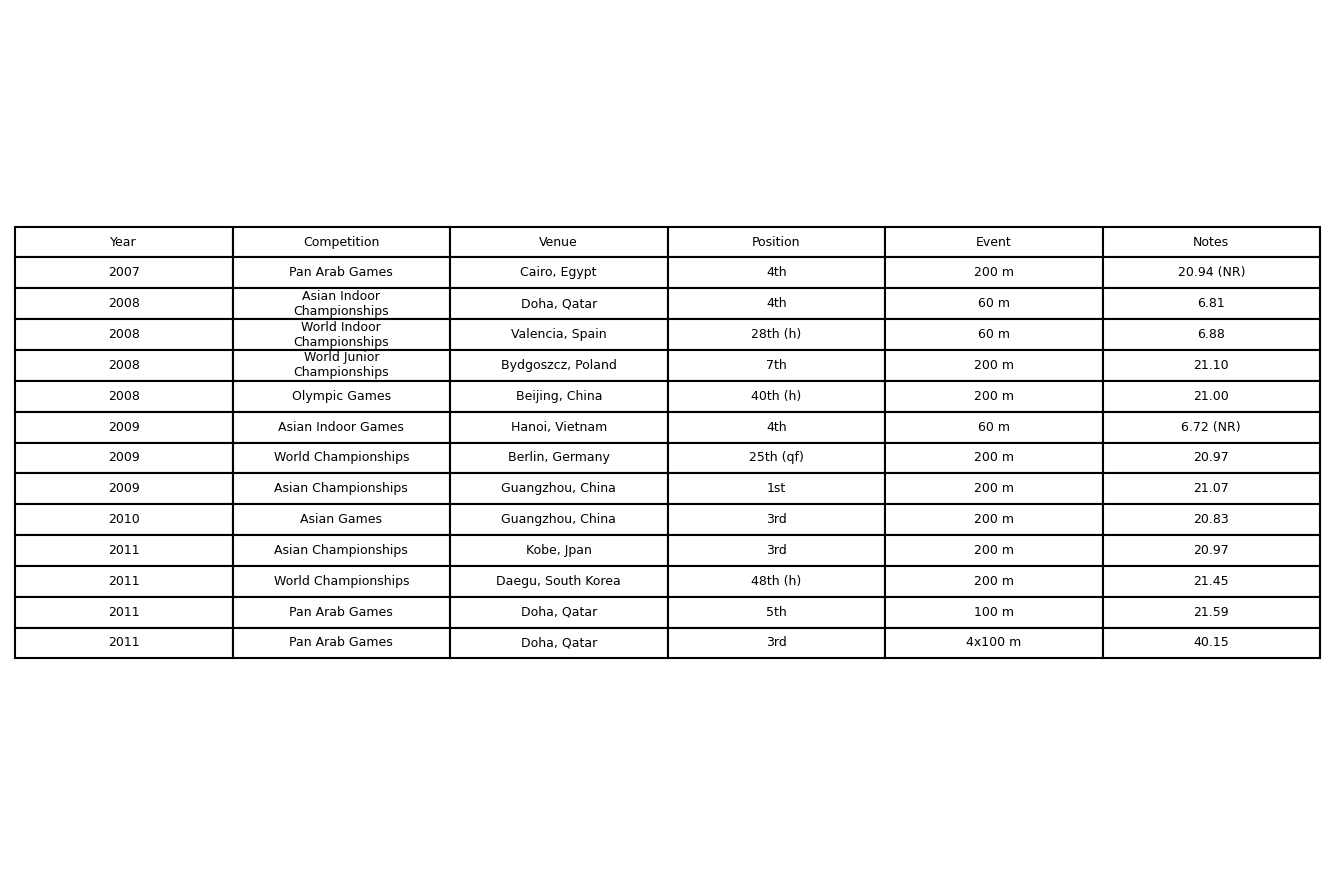 Year Competition Venue Position Event Notes
2007 Pan Arab Games Cairo, Egypt 4th 200 m 20.94 (NR)
2008 Asian Indoor Championships Doha, Qatar 4th 60 m 6.81
2008 World Indoor Championships Valencia, Spain 28th (h) 60 m 6.88
2008 World Junior Championships Bydgoszcz, Poland 7th 200 m 21.10
2008 Olympic Games Beijing, China 40th (h) 200 m 21.00
2009 Asian Indoor Games Hanoi, Vietnam 4th 60 m 6.72 (NR)
2009 World Championships Berlin, Germany 25th (qf) 200 m 20.97
2009 Asian Championships Guangzhou, China 1st 200 m 21.07
2010 Asian Games Guangzhou, China 3rd 200 m 20.83
2011 Asian Championships Kobe, Jpan 3rd 200 m 20.97
2011 World Championships Daegu, South Korea 48th (h) 200 m 21.45
2011 Pan Arab Games Doha, Qatar 5th 100 m 21.59
2011 Pan Arab Games Doha, Qatar 3rd 4x100 m 40.15